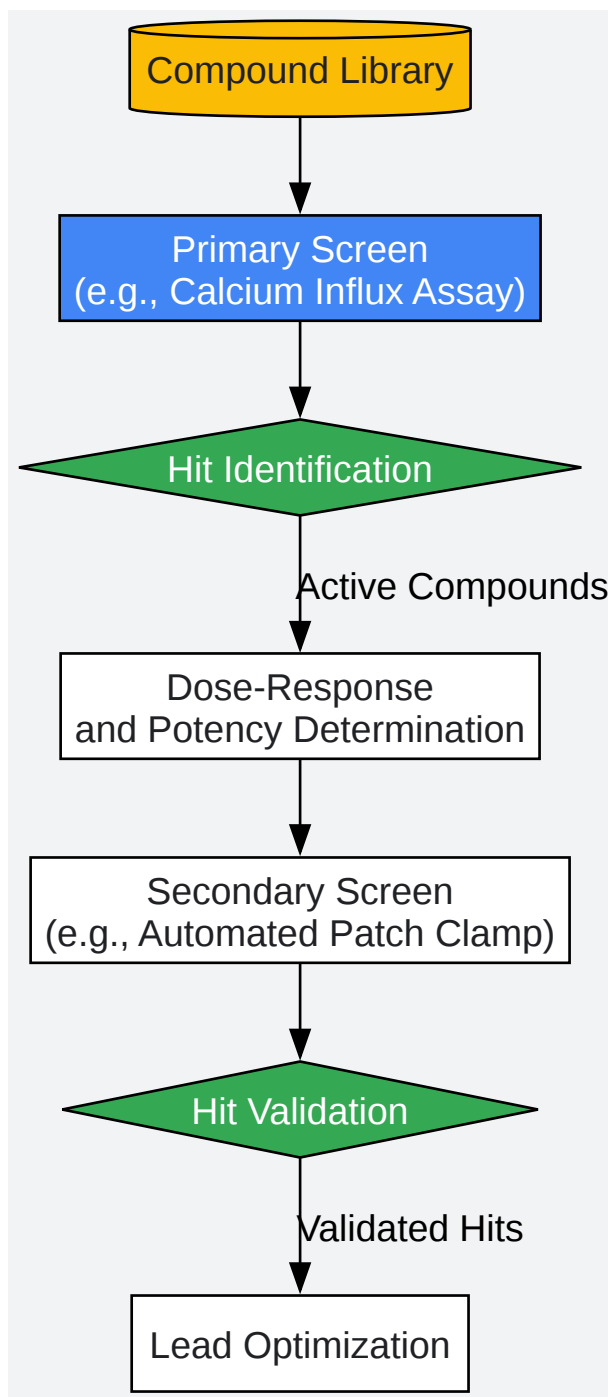 Compound Library
Primary Screen
(e.g., Calcium Influx Assay)
Hit Identification
Active Compounds
Dose-Response
and Potency Determination
Secondary Screen
(e.g., Automated Patch Clamp)
Hit Validation
Validated Hits
Lead Optimization